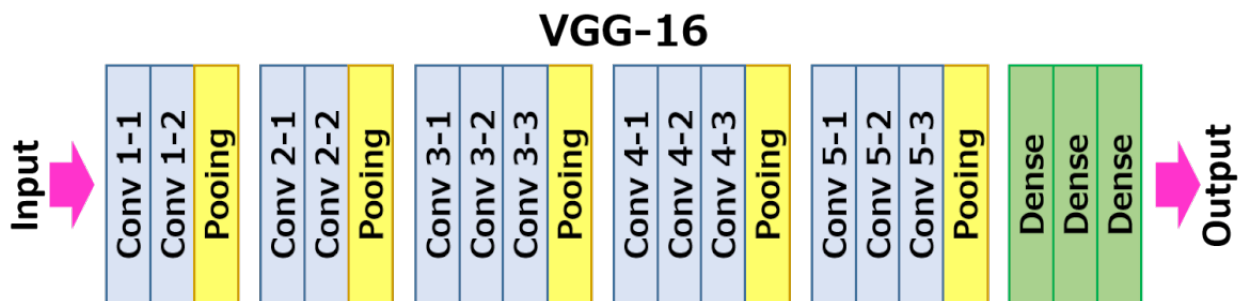 VGG-16
Input
Conv 1-1
Conv 1-2
Pooing
Conv 2-1
Conv 2-2
Pooing
Conv 3-1
Conv 3-2
Conv 3-3
Pooing
Conv 4-1
Conv 4-2
Conv 4-3
Pooing
Conv 5-1
Conv 5-2
Conv 5-3
Pooing
Dense
Dense
Dense
Output